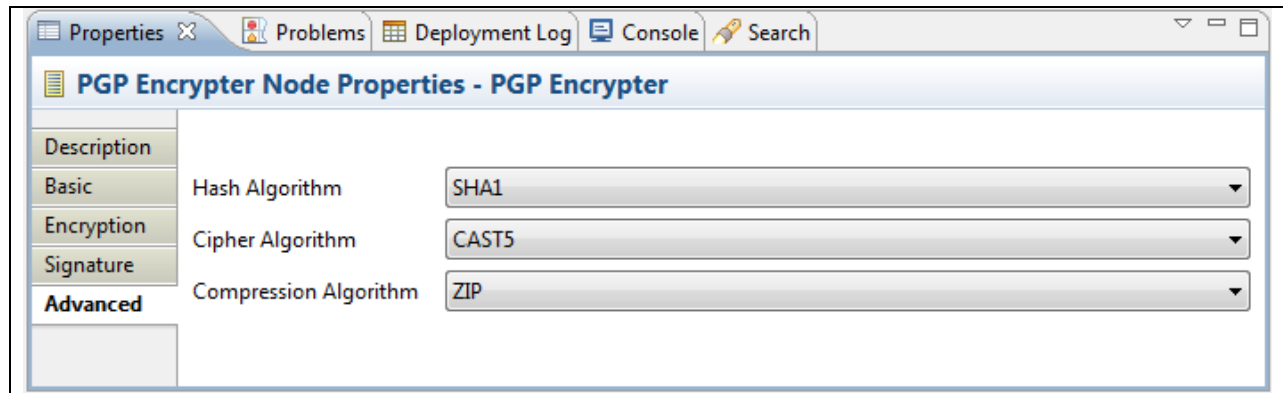 Properties Problems Deployment Log Console Search
PGP Encrypter Node Properties - PGP Encrypter
Description
Basic
Encryption
Signature
Advanced
Hash Algorithm SHA1
Cipher Algorithm CAST5
Compression Algorithm ZIP